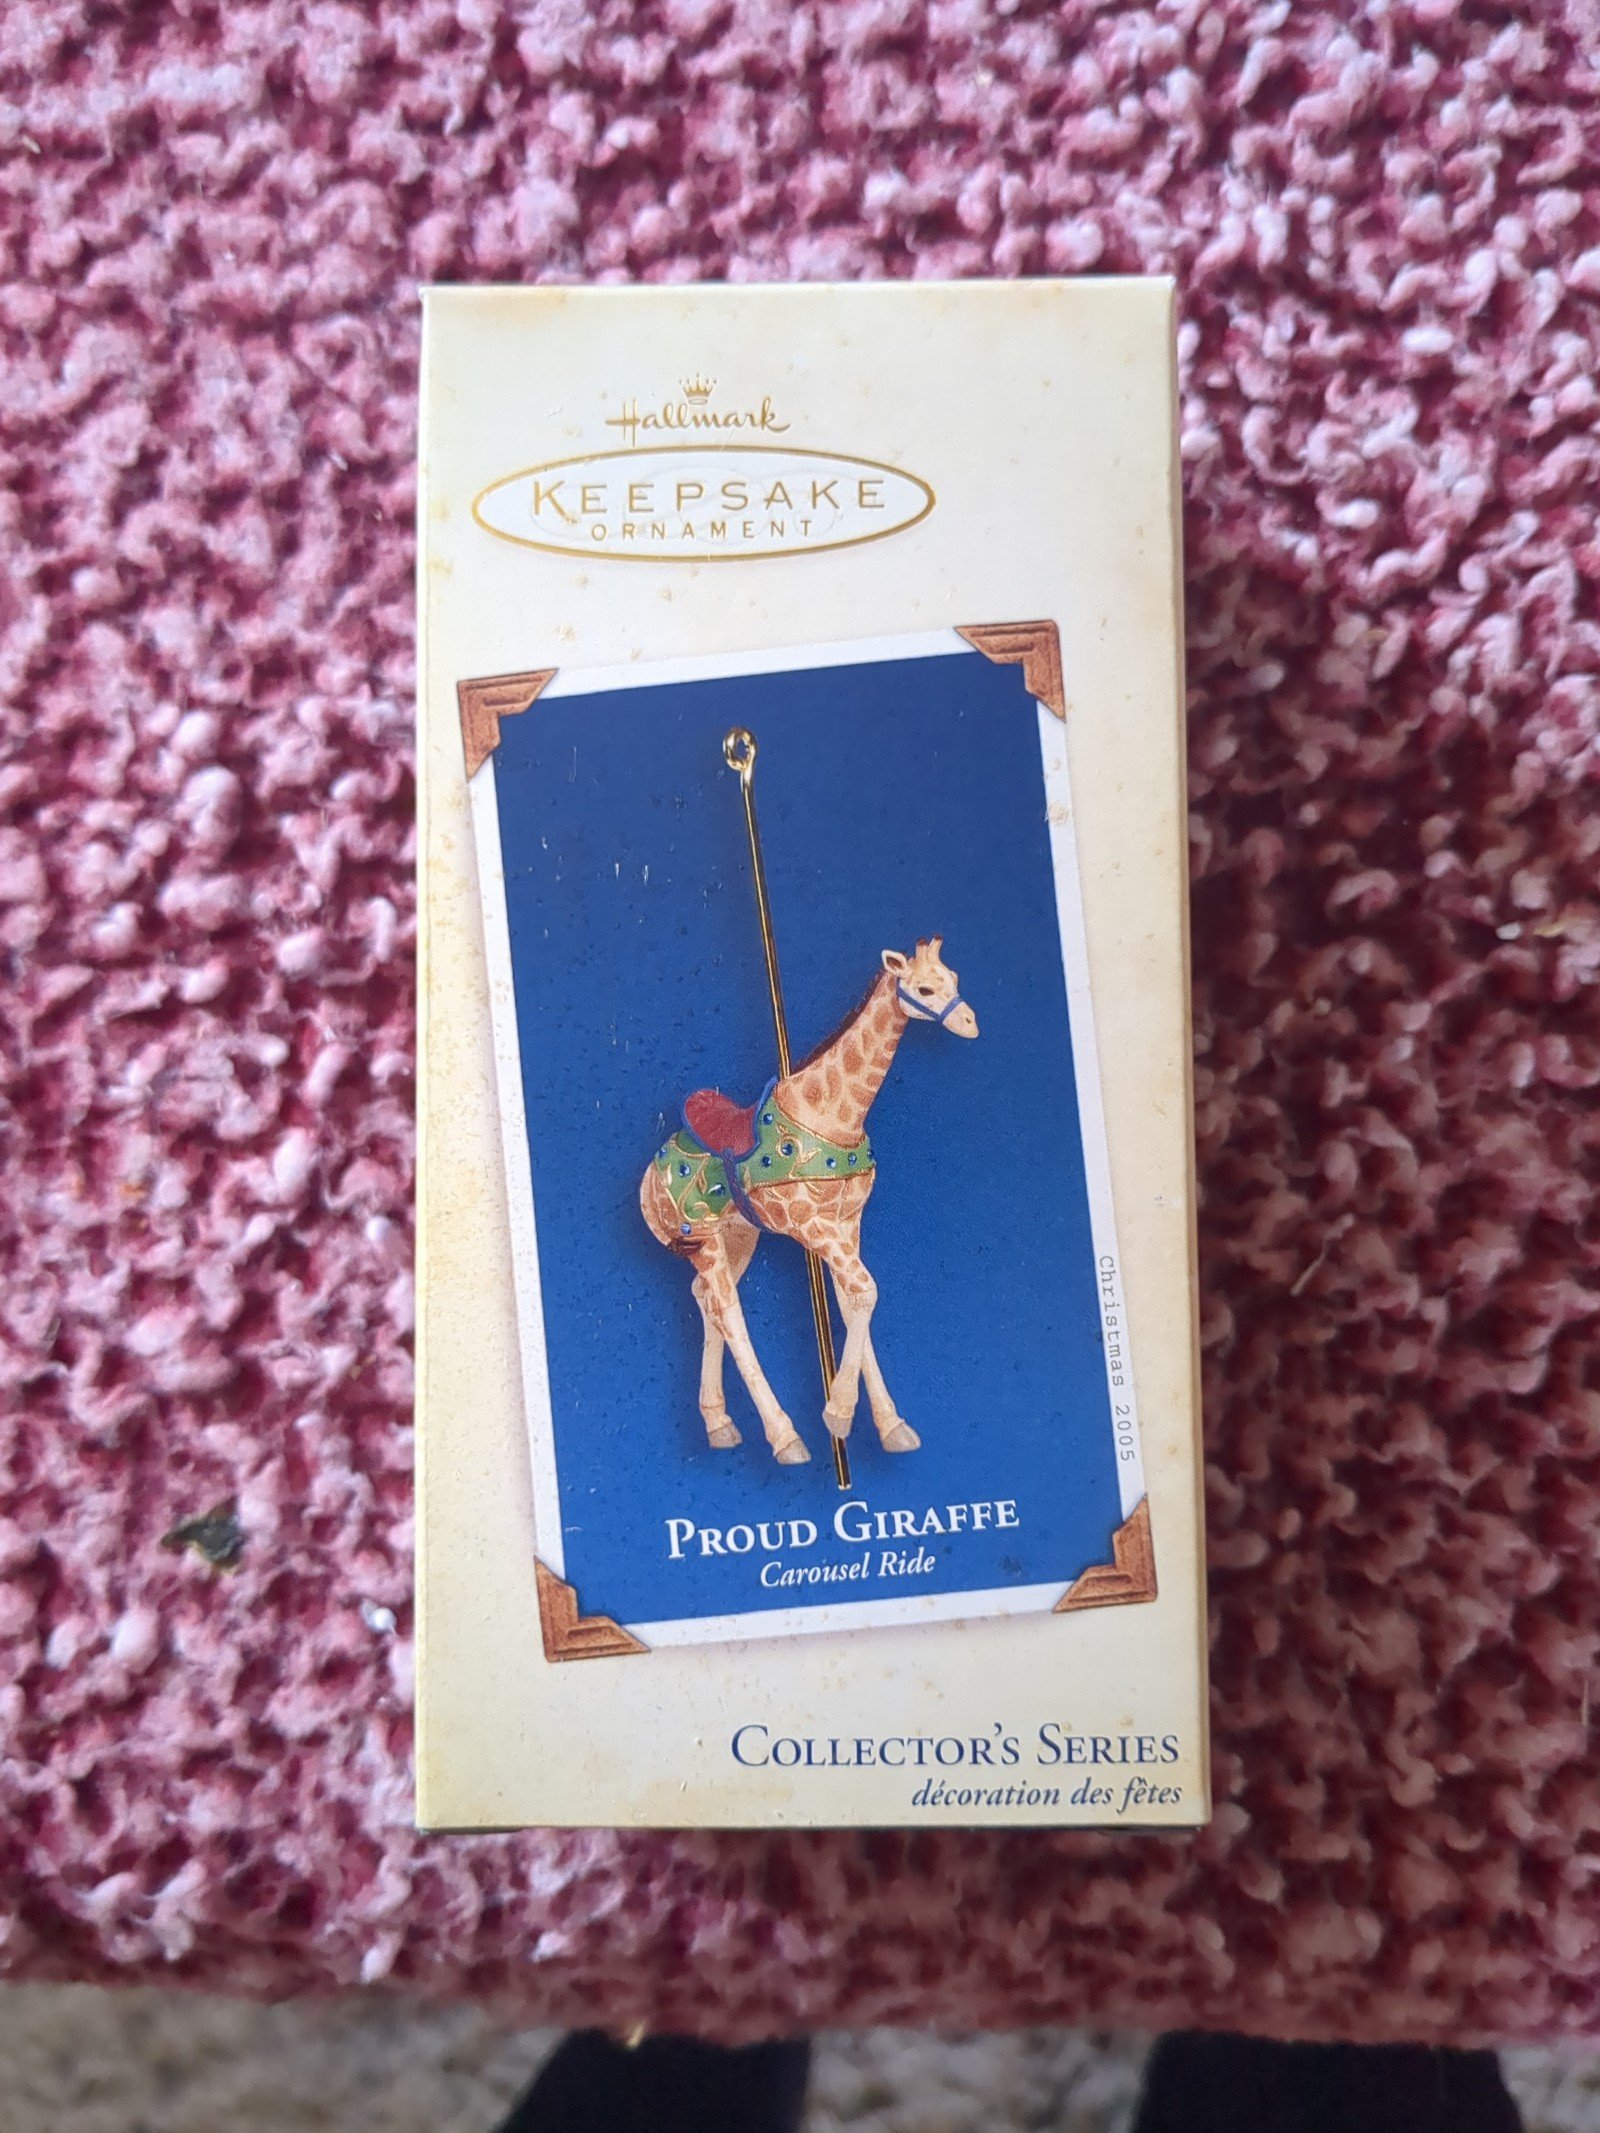 Hallmark
KEEPSAKE
ORNAMENT
PROUD GIRAFFE
Carousel Ride
Christmas 2005
COLLECTOR'S SERIES
décoration des fêtes